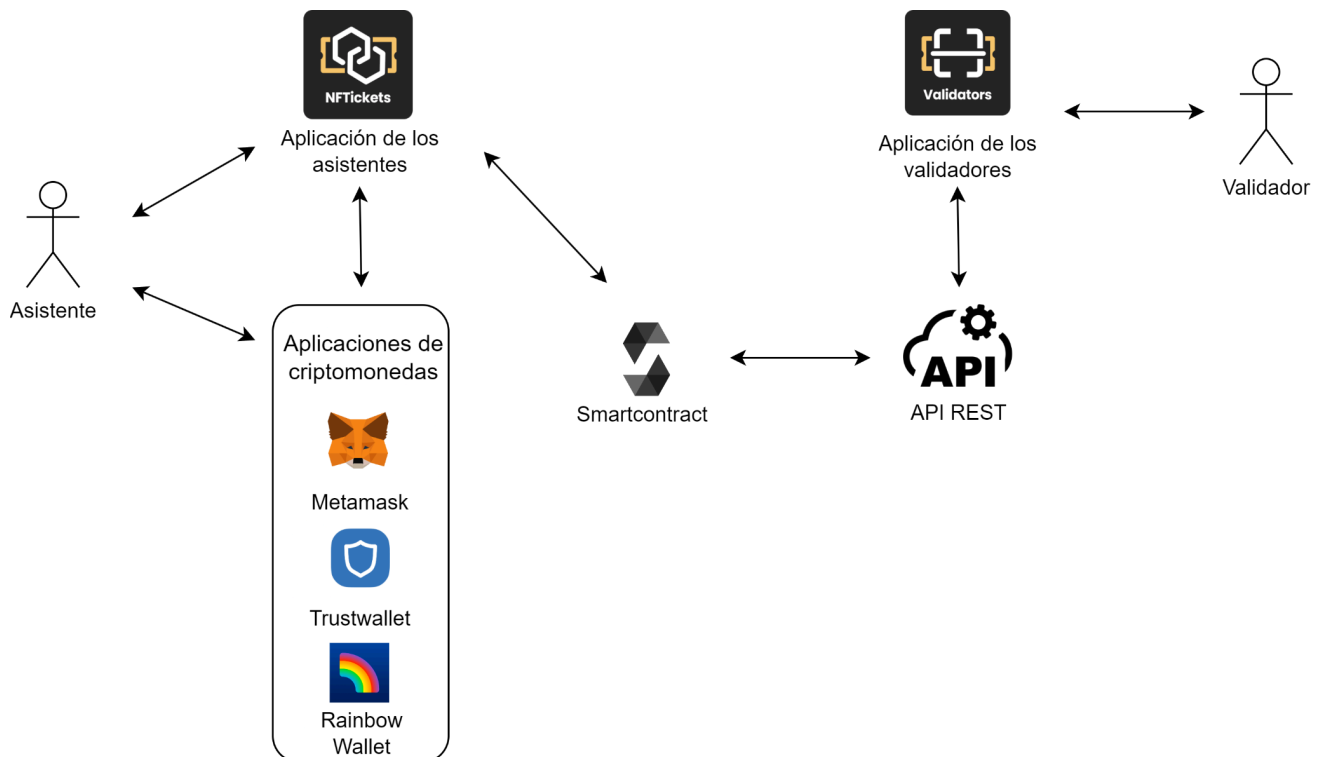 NFTickets
Aplicación de los
asistentes
Validators
Aplicación de los
validadores
Validador
Asistente
Aplicaciones de
criptomonedas
Metamask
Trustwallet
Rainbow
Wallet
Smartcontract
API
API REST